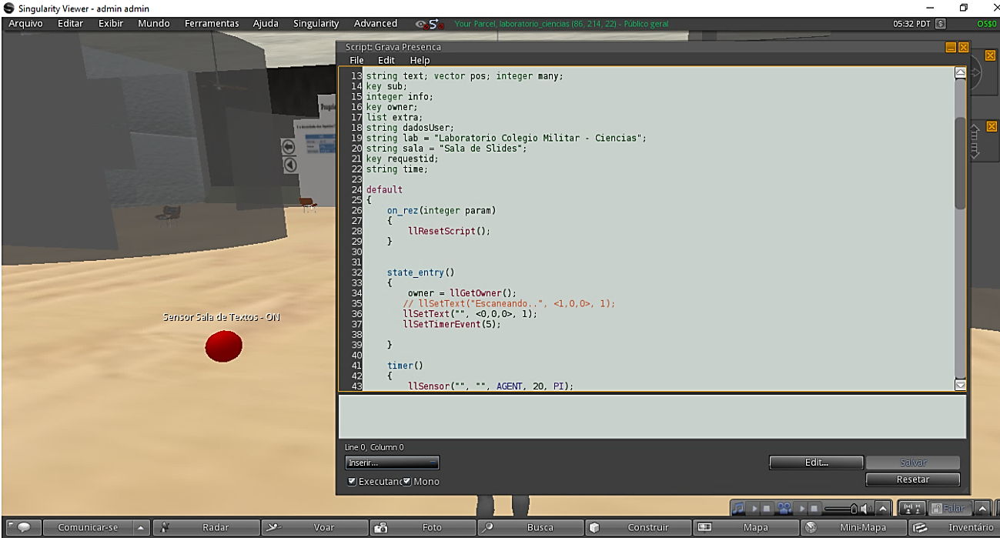 Singularity Viewer - admin admin
Arquivo Editar Exibir Mundo Ferramentas Ajuda Singularity Advanced Your Parcel, laboratorio_ciencias (86, 214, 22) - Público geral 05:32 PDT $ OS$0
Script: Grava Presenca
File Edit Help
13 string text; vector pos; integer many;
14 key sub;
15 integer info;
16 key owner;
17 list extra;
18 string dadosUser;
19 string lab = "Laboratorio Colegio Militar - Ciencias";
20 string sala = "Sala de Slides";
21 key requestid;
22 string time;
23
24 default
25 {
26 on_rez(integer param)
27 {
28 llResetScript();
29 }
30
31
32 state_entry()
33 {
34 owner = llGetOwner();
35 // llSetText("Escaneando..", <1,0,0>, 1);
36 llSetText("", <0,0,0>, 1);
37 llSetTimerEvent(5);
38
39 }
40
41 timer()
42 {
43 llSensor("", "", AGENT, 20, PI);
Sensor Sala de Textos - ON
Line 0, Column 0
Inserir... Edit... Salvar
Executand Mono Resetar
Falar
Comunicar-se Radar Voar Foto Busca Construir Mapa Mini-Mapa Inventário